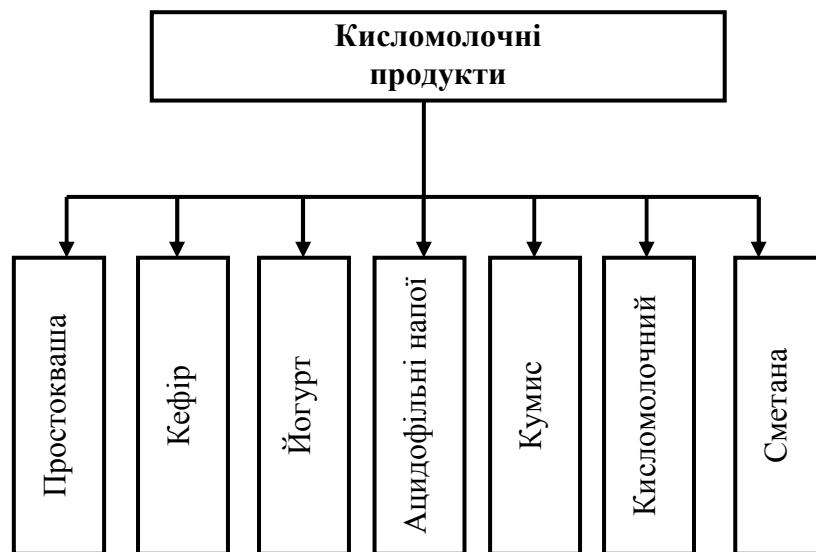 Кисломолочні
продукти
Простокваша
Кефір
Йогурт
Ацидофільні напої
Кумис
Кисломолочний
Сметана